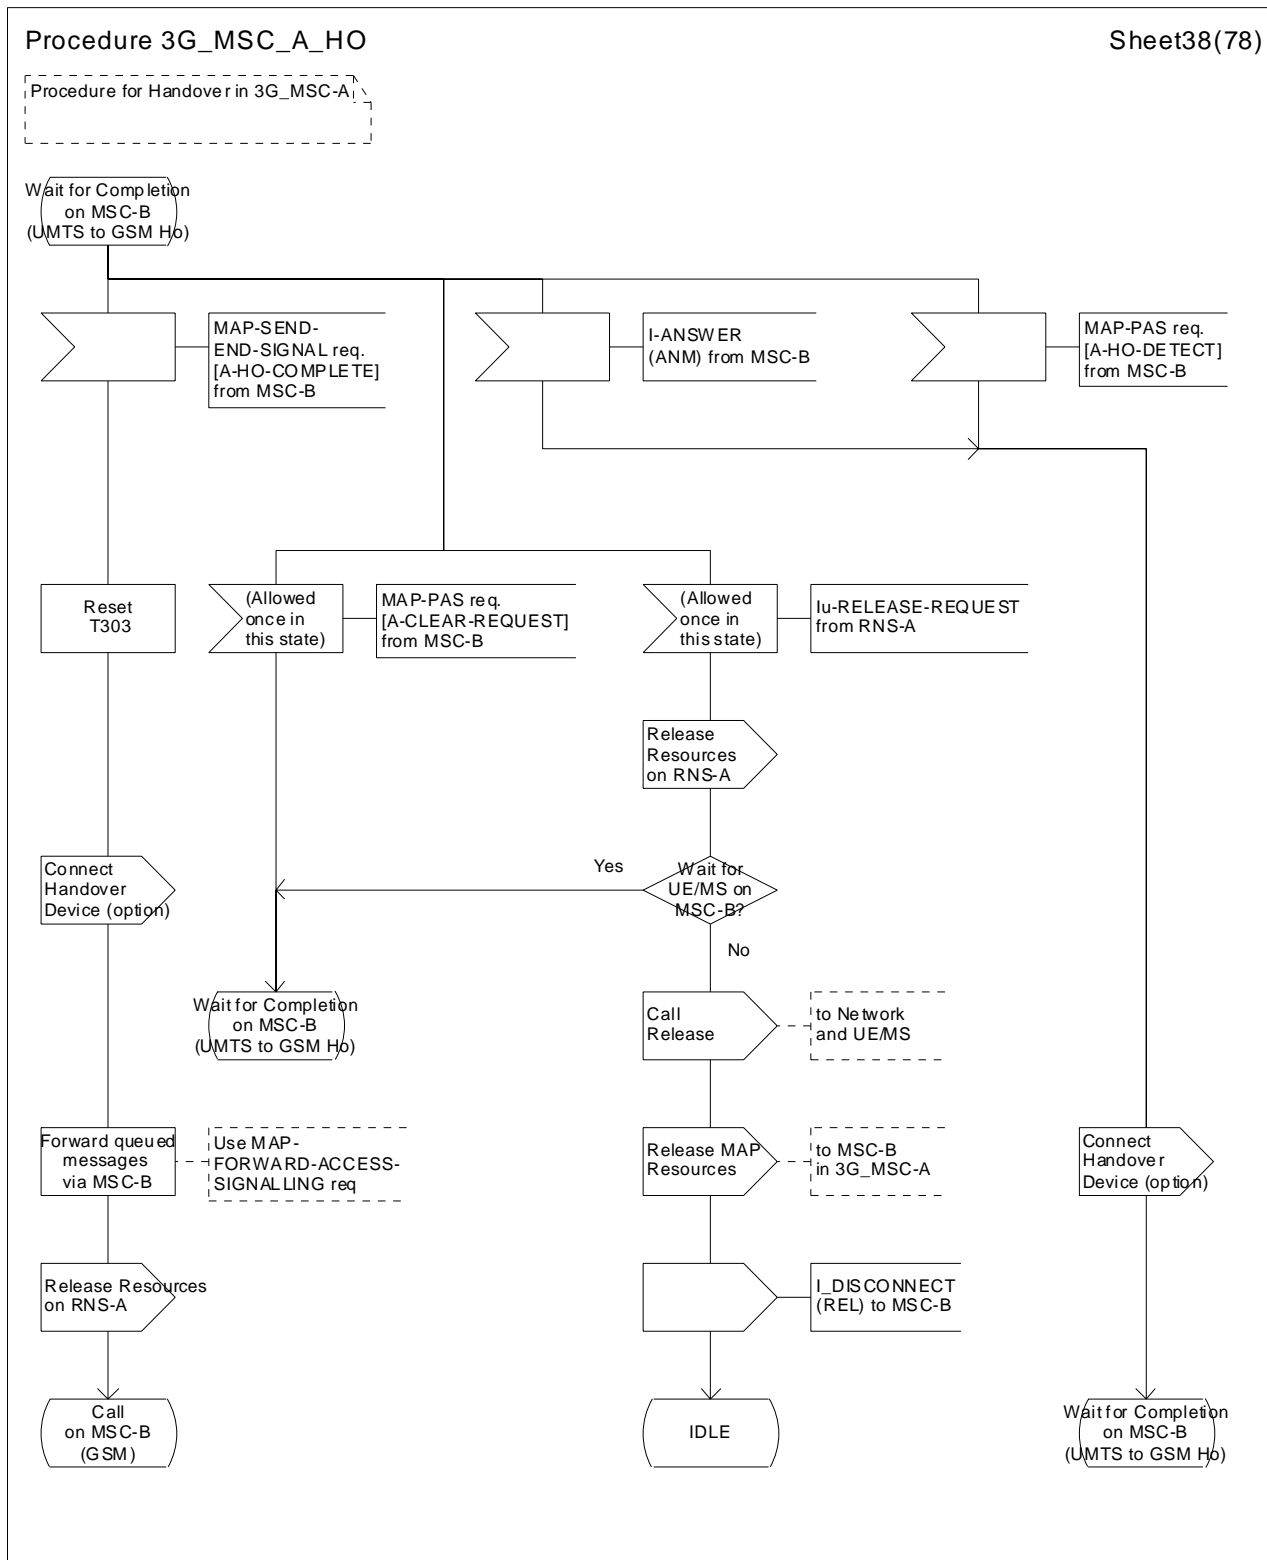 Procedure 3G_MSC_A_HO
Sheet38(78)
Procedure for Handover in 3G_MSC-A
Wait for Completion
on MSC-B
(UMTS to GSM Ho)
MAP-SEND-
END-SIGNAL req.
[A-HO-COMPLETE]
from MSC-B
I-ANSWER
(ANM) from MSC-B
MAP-PAS req.
[A-HO-DETECT]
from MSC-B
Reset
T303
(Allowed
once in
this state)
MAP-PAS req.
[A-CLEAR-REQUEST]
from MSC-B
(Allowed
once in
this state)
Iu-RELEASE-REQUEST
from RNS-A
Release
Resources
on RNS-A
Connect
Handover
Device (option)
Yes
Wait for
UE/MS on
MSC-B?
No
Wait for Completion
on MSC-B
(UMTS to GSM Ho)
Call
Release
to Network
and UE/MS
Forward queued
messages
via MSC-B
Use MAP-
FORWARD-ACCESS-
SIGNALLING req
Release MAP
Resources
to MSC-B
in 3G_MSC-A
Connect
Handover
Device (option)
Release Resources
on RNS-A
I_DISCONNECT
(REL) to MSC-B
Call
on MSC-B
(GSM)
IDLE
Wait for Completion
on MSC-B
(UMTS to GSM Ho)